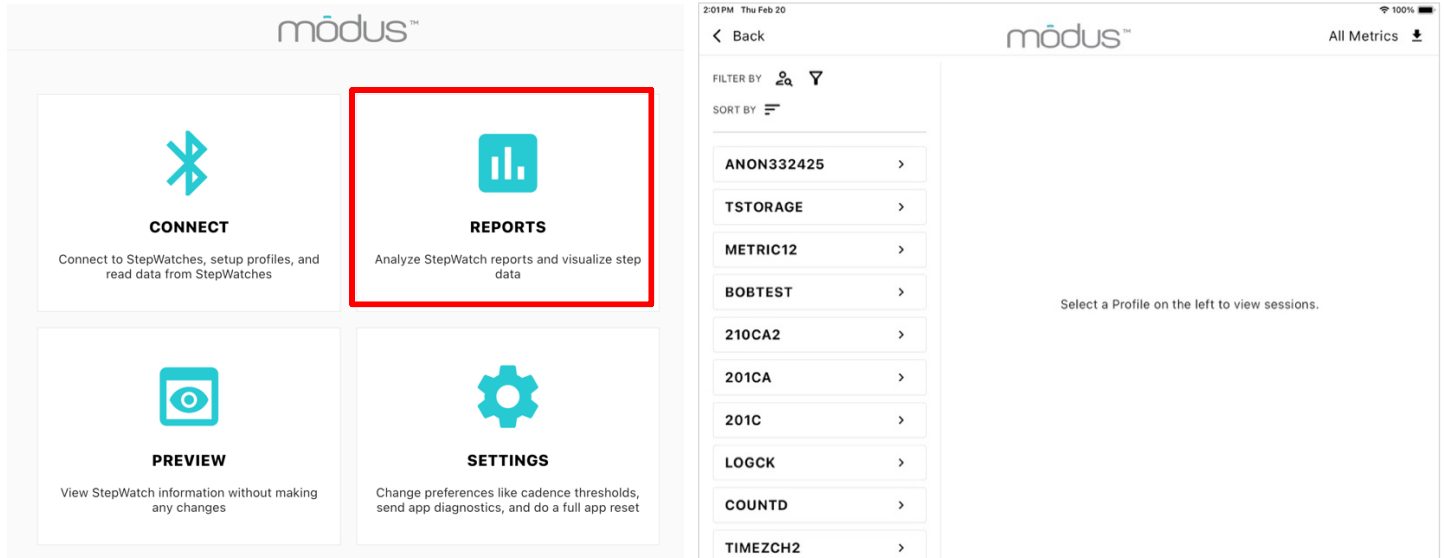 mōdus™
CONNECT
Connect to StepWatches, setup profiles, and
read data from StepWatches
REPORTS
Analyze StepWatch reports and visualize step
data
PREVIEW
View StepWatch information without making
any changes
SETTINGS
Change preferences like cadence thresholds,
send app diagnostics, and do a full app reset
2:01 PM Thu Feb 20
100%
Back
mōdus™
All Metrics
FILTER BY
SORT BY
ANON332425
TSTORAGE
METRIC12
BOBTEST
210CA2
201CA
201C
LOGCK
COUNTD
TIMEZCH2
Select a Profile on the left to view sessions.